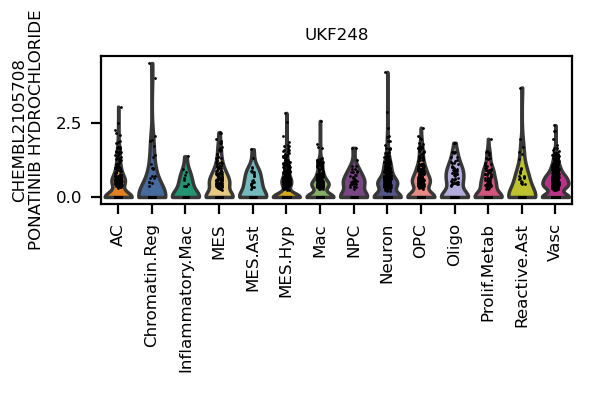 UKF248
CHEMBL2105708
PONATINIB HYDROCHLORIDE
2.5
0.0
AC
Chromatin.Reg
Inflammatory.Mac
MES
MES.Ast
MES.Hyp
Mac
NPC
Neuron
OPC
Oligo
Prolif.Metab
Reactive.Ast
Vasc